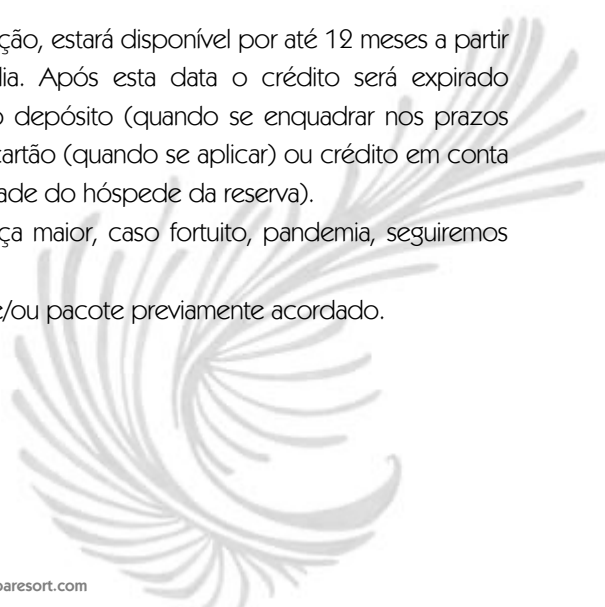 ção, estará disponível por até 12 meses a partir
dia. Após esta data o crédito será expirado
o depósito (quando se enquadrar nos prazos
cartão (quando se aplicar) ou crédito em conta
dade do hóspede da reserva).
ça maior, caso fortuito, pandemia, seguiremos
e/ou pacote previamente acordado.
paresort.com